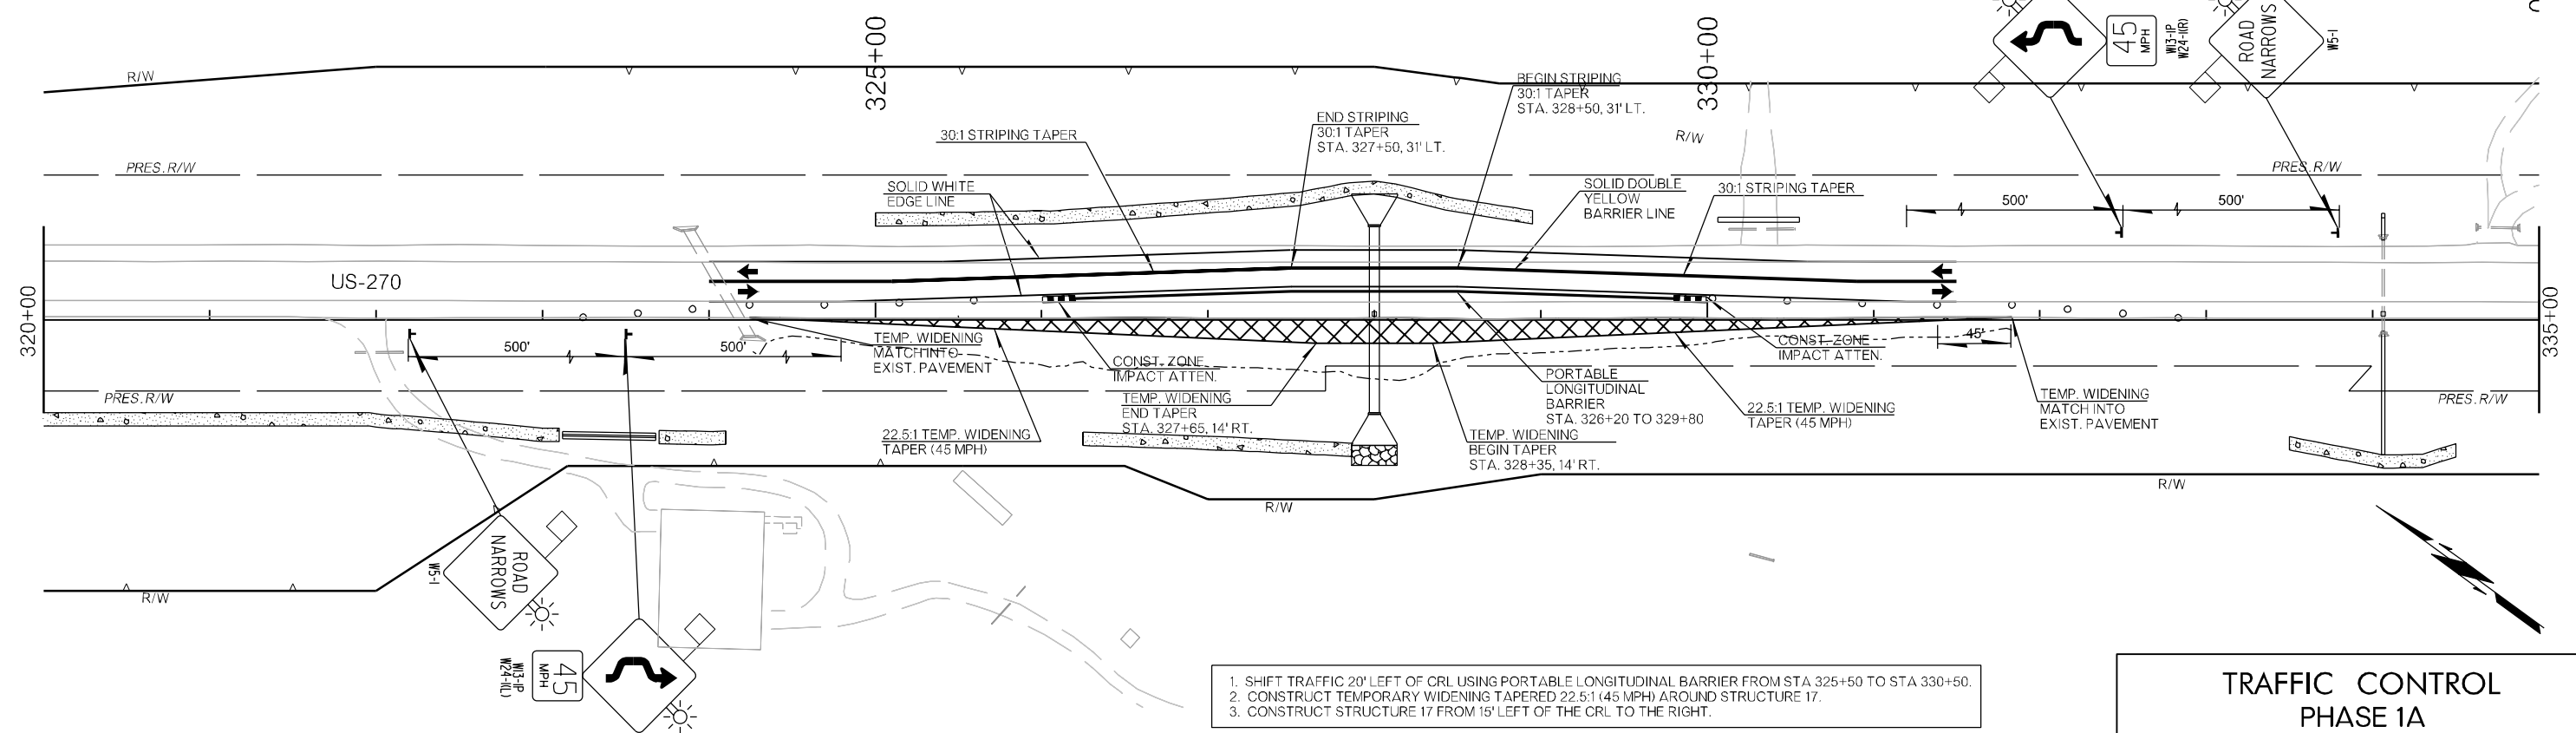 325+00
330+00
45
MPH
W13-1P
W24-1(R)
ROAD
NARROWS
W5-1
R/W
BEGIN STRIPING
30:1 TAPER
STA. 328+50, 31' LT.
END STRIPING
30:1 TAPER
STA. 327+50, 31' LT.
30:1 STRIPING TAPER
R/W
PRES. R/W
PRES. R/W
SOLID WHITE
EDGE LINE
SOLID DOUBLE
YELLOW
BARRIER LINE
30:1 STRIPING TAPER
500'
500'
US-270
320+00
335+00
500'
500'
TEMP. WIDENING
MATCH INTO
EXIST. PAVEMENT
CONST. ZONE
IMPACT ATTEN.
CONST. ZONE
IMPACT ATTEN.
45'
PORTABLE
LONGITUDINAL
BARRIER
STA. 326+20 TO 329+80
TEMP. WIDENING
END TAPER
STA. 327+65, 14' RT.
22.5:1 TEMP. WIDENING
TAPER (45 MPH)
TEMP. WIDENING
MATCH INTO
EXIST. PAVEMENT
PRES. R/W
PRES. R/W
22.5:1 TEMP. WIDENING
TAPER (45 MPH)
TEMP. WIDENING
BEGIN TAPER
STA. 328+35, 14' RT.
R/W
R/W
R/W
ROAD
NARROWS
W5-1
45
MPH
W13-1P
W24-1(L)
1. SHIFT TRAFFIC 20' LEFT OF CRL USING PORTABLE LONGITUDINAL BARRIER FROM STA 325+50 TO STA 330+50.
2. CONSTRUCT TEMPORARY WIDENING TAPERED 22.5:1 (45 MPH) AROUND STRUCTURE 17.
3. CONSTRUCT STRUCTURE 17 FROM 15' LEFT OF THE CRL TO THE RIGHT.
TRAFFIC CONTROL
PHASE 1A